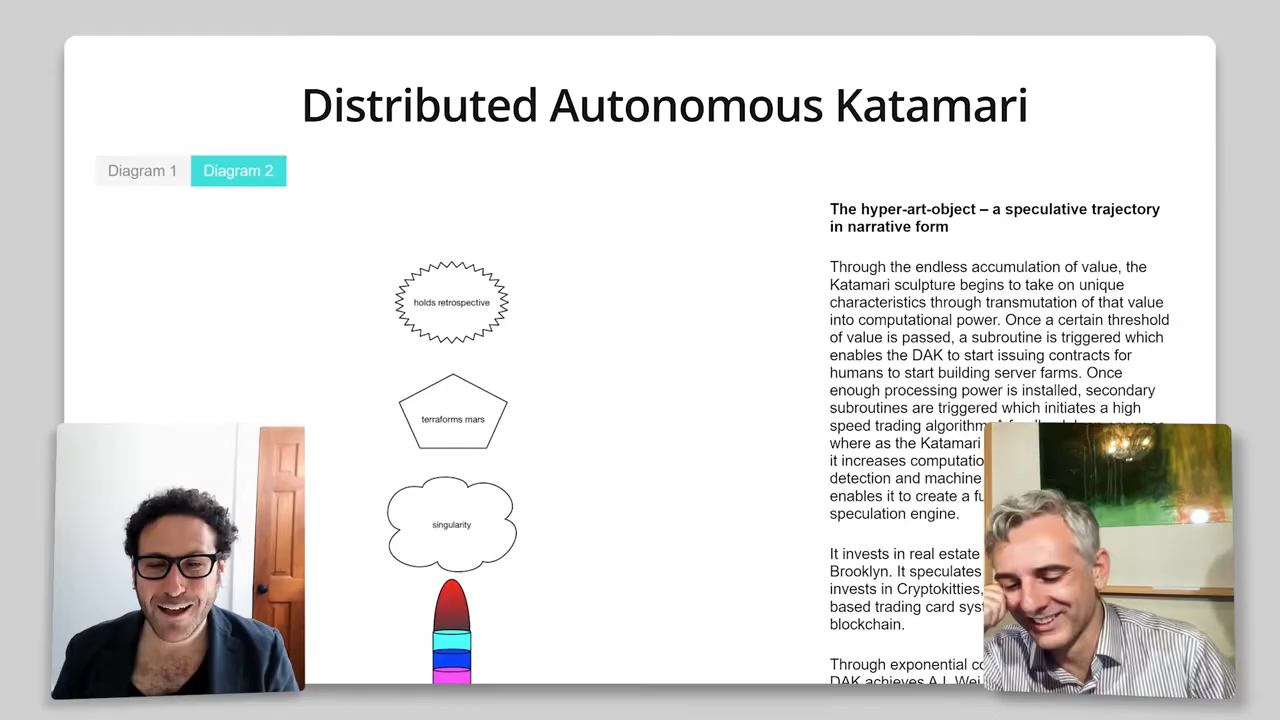 Distributed Autonomous Katamari
Diagram 1
Diagram 2
holds retrospective
terraforms mars
singularity
The hyper-art-object – a speculative trajectory
in narrative form
Through the endless accumulation of value, the
Katamari sculpture begins to take on unique
characteristics through transmutation of that value
into computational power. Once a certain threshold
of value is passed, a subroutine is triggered which
enables the DAK to start issuing contracts for
humans to start building server farms. Once
enough processing power is installed, secondary
subroutines are triggered which initiates a high
speed trading algorithm
where as the Katamari
it increases
detection and machine
enables it to create a
speculation engine.
It invests in real estate
Brooklyn. It speculates
invests in Cryptokitties,
based trading card
blockchain.
Through exponential
DAK achieves A.I.